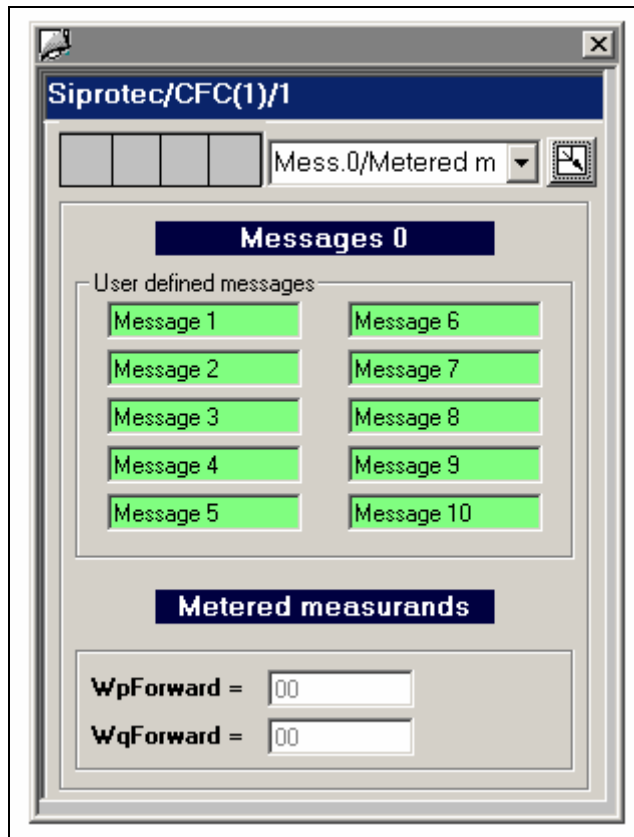 Siprotec/CFC(1)/1
Mess.0/Metered m
Messages 0
User defined messages
Message 1
Message 6
Message 2
Message 7
Message 3
Message 8
Message 4
Message 9
Message 5
Message 10
Metered measurands
WpForward = 00
WqForward = 00